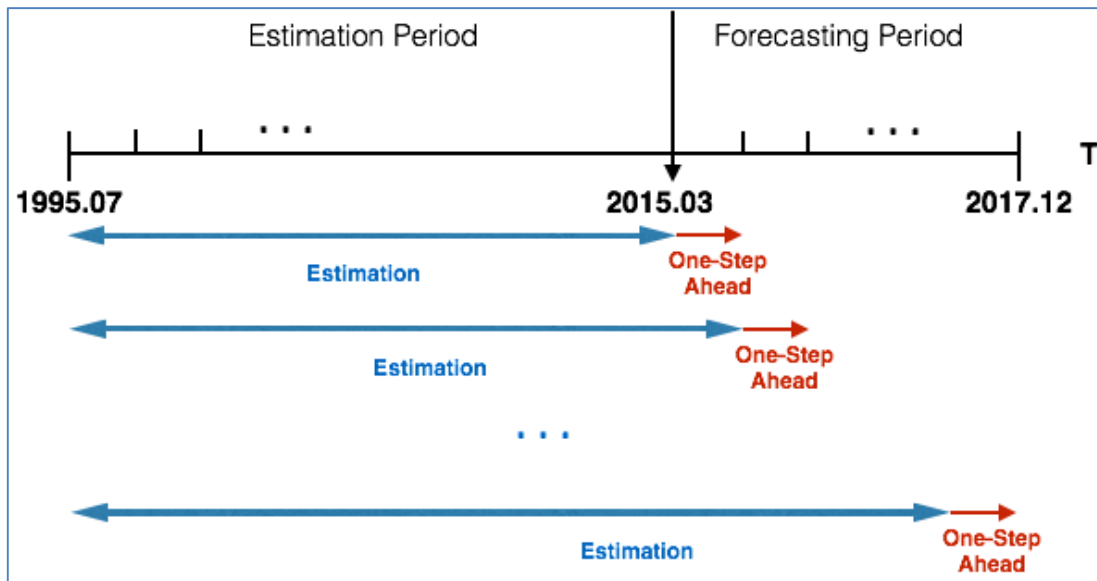 Estimation Period
Forecasting Period
...
...
T
1995.07
2015.03
2017.12
Estimation
One-Step
Ahead
Estimation
One-Step
Ahead
...
Estimation
One-Step
Ahead